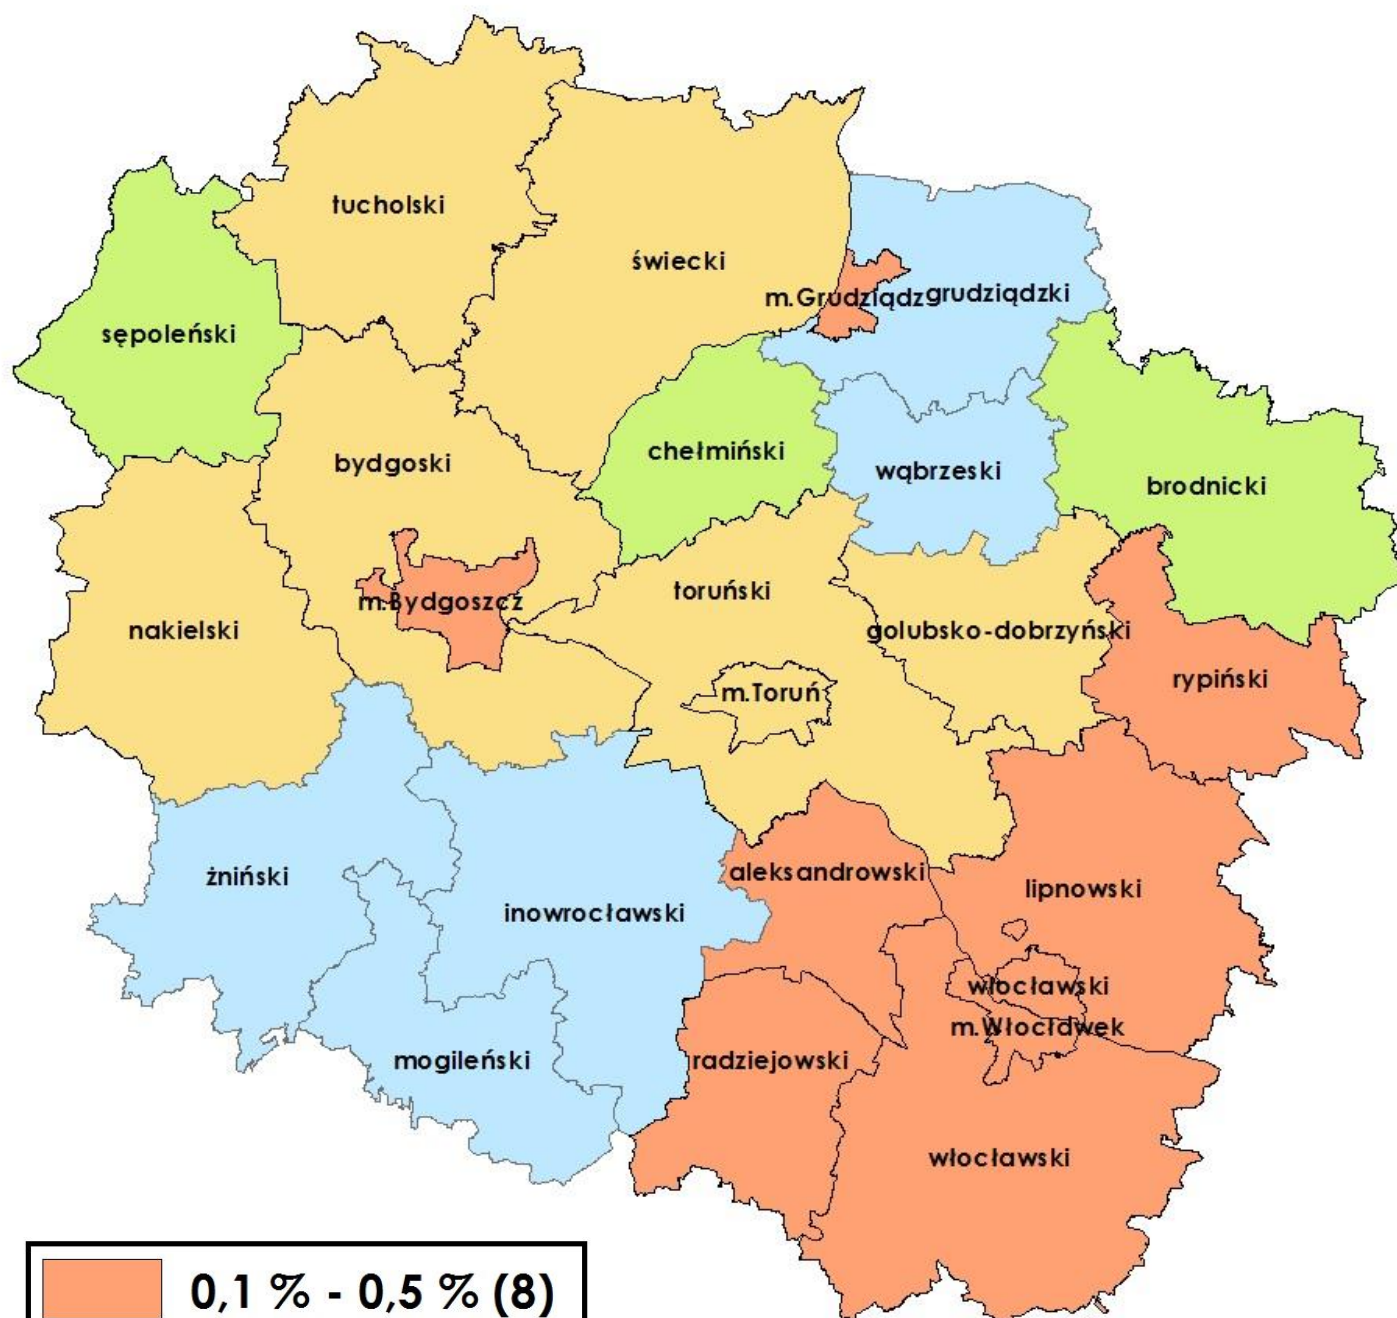 tucholski
świecki
m.Grudziądz
grudziądzki
sępoleński
chełmiński
bydgoski
wąbrzeski
brodnicki
m.Bydgoszcz
toruński
nakielski
golubsko-dobrzyński
rypiński
m.Toruń
żniński
aleksandrowski
lipnowski
inowrocławski
włocławski
m.Włocławek
mogileński
radziejowski
włocławski
0,1 % - 0,5 % (8)